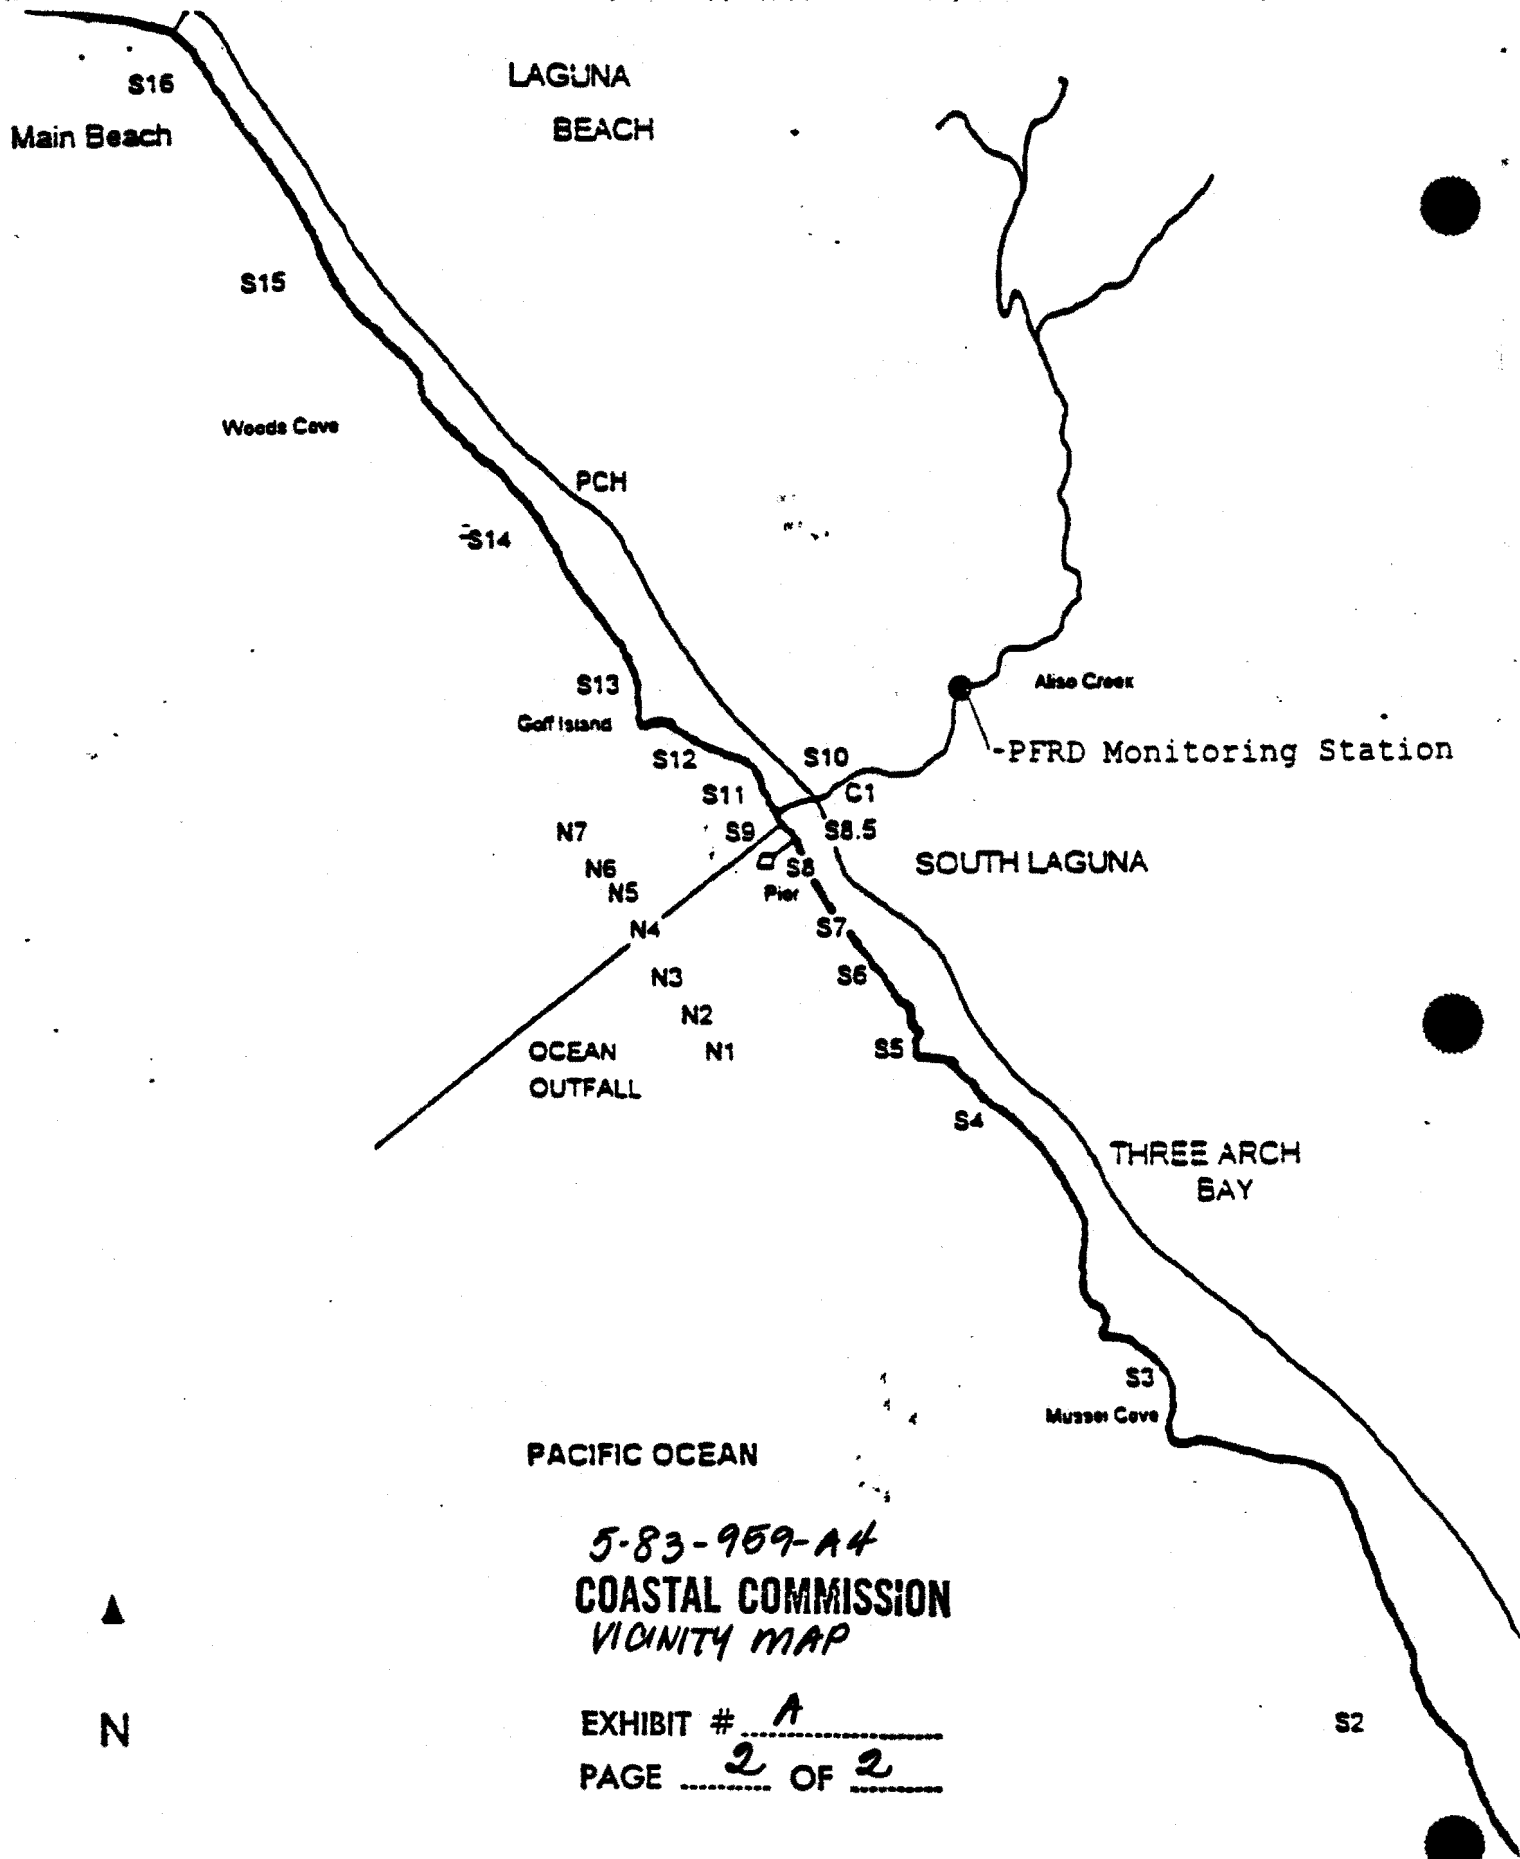 LAGUNA
BEACH
S16
Main Beach
S15
Woods Cove
PCH
S14
S13
Goff Island
Aliso Creek
-PFRD Monitoring Station
S12
S10
S11
C1
N7
S9
S8.5
N6
S8
SOUTH LAGUNA
N5
Pier
N4
S7
N3
S6
N2
OCEAN
OUTFALL
N1
S5
S4
THREE ARCH
BAY
S3
Mussel Cove
PACIFIC OCEAN
5-83-959-A4
COASTAL COMMISSION
VICINITY MAP
EXHIBIT # A
PAGE 2 OF 2
N
S2